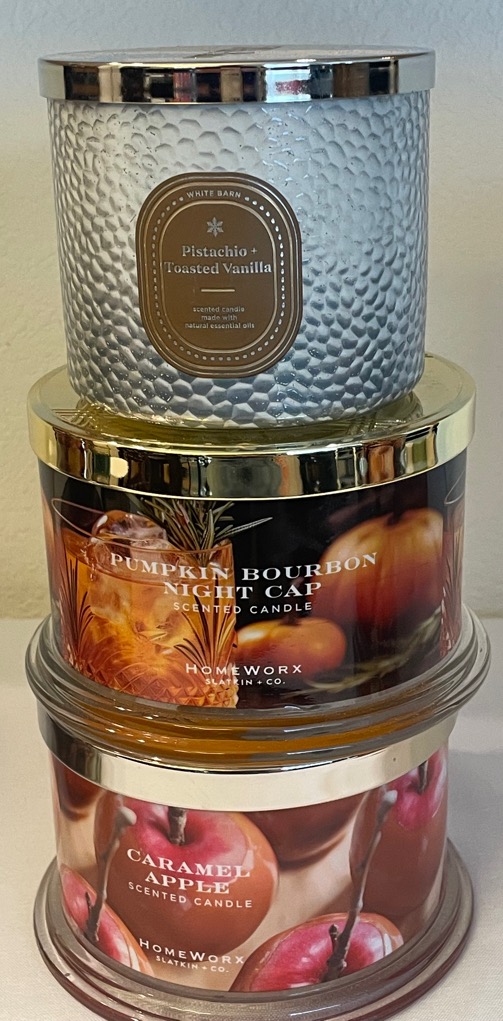 WHITE BARN
Pistachio +
Toasted Vanilla
scented candle
made with
natural essential oils
PUMPKIN BOURBON
NIGHT CAP
SCENTED CANDLE
HOMEWORX
SLATKIN + CO.
CARAMEL
APPLE
SCENTED CANDLE
HOMEWORX
SLATKIN + CO.